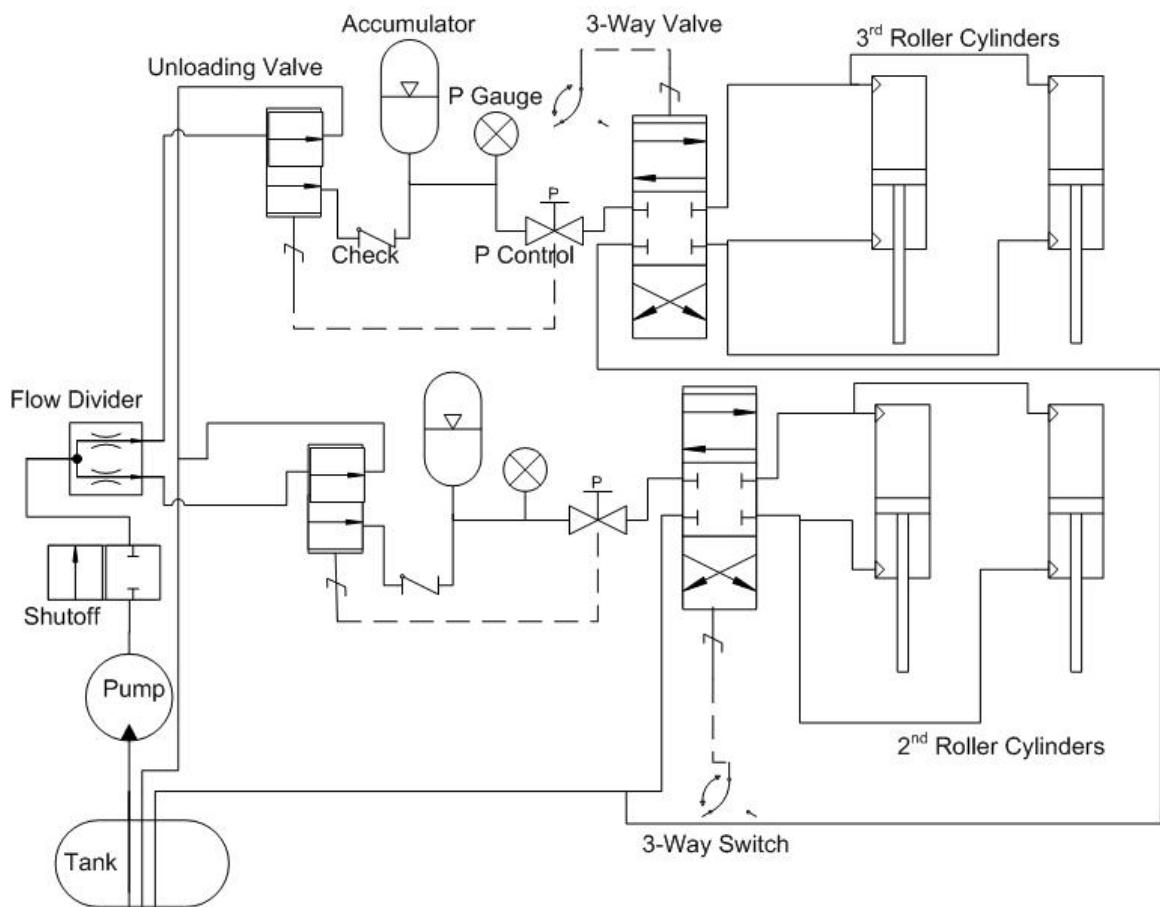 Accumulator
3-Way Valve
3rd Roller Cylinders
Unloading Valve
P Gauge
P
Check
P Control
Flow Divider
P
Shutoff
Pump
2nd Roller Cylinders
Tank
3-Way Switch